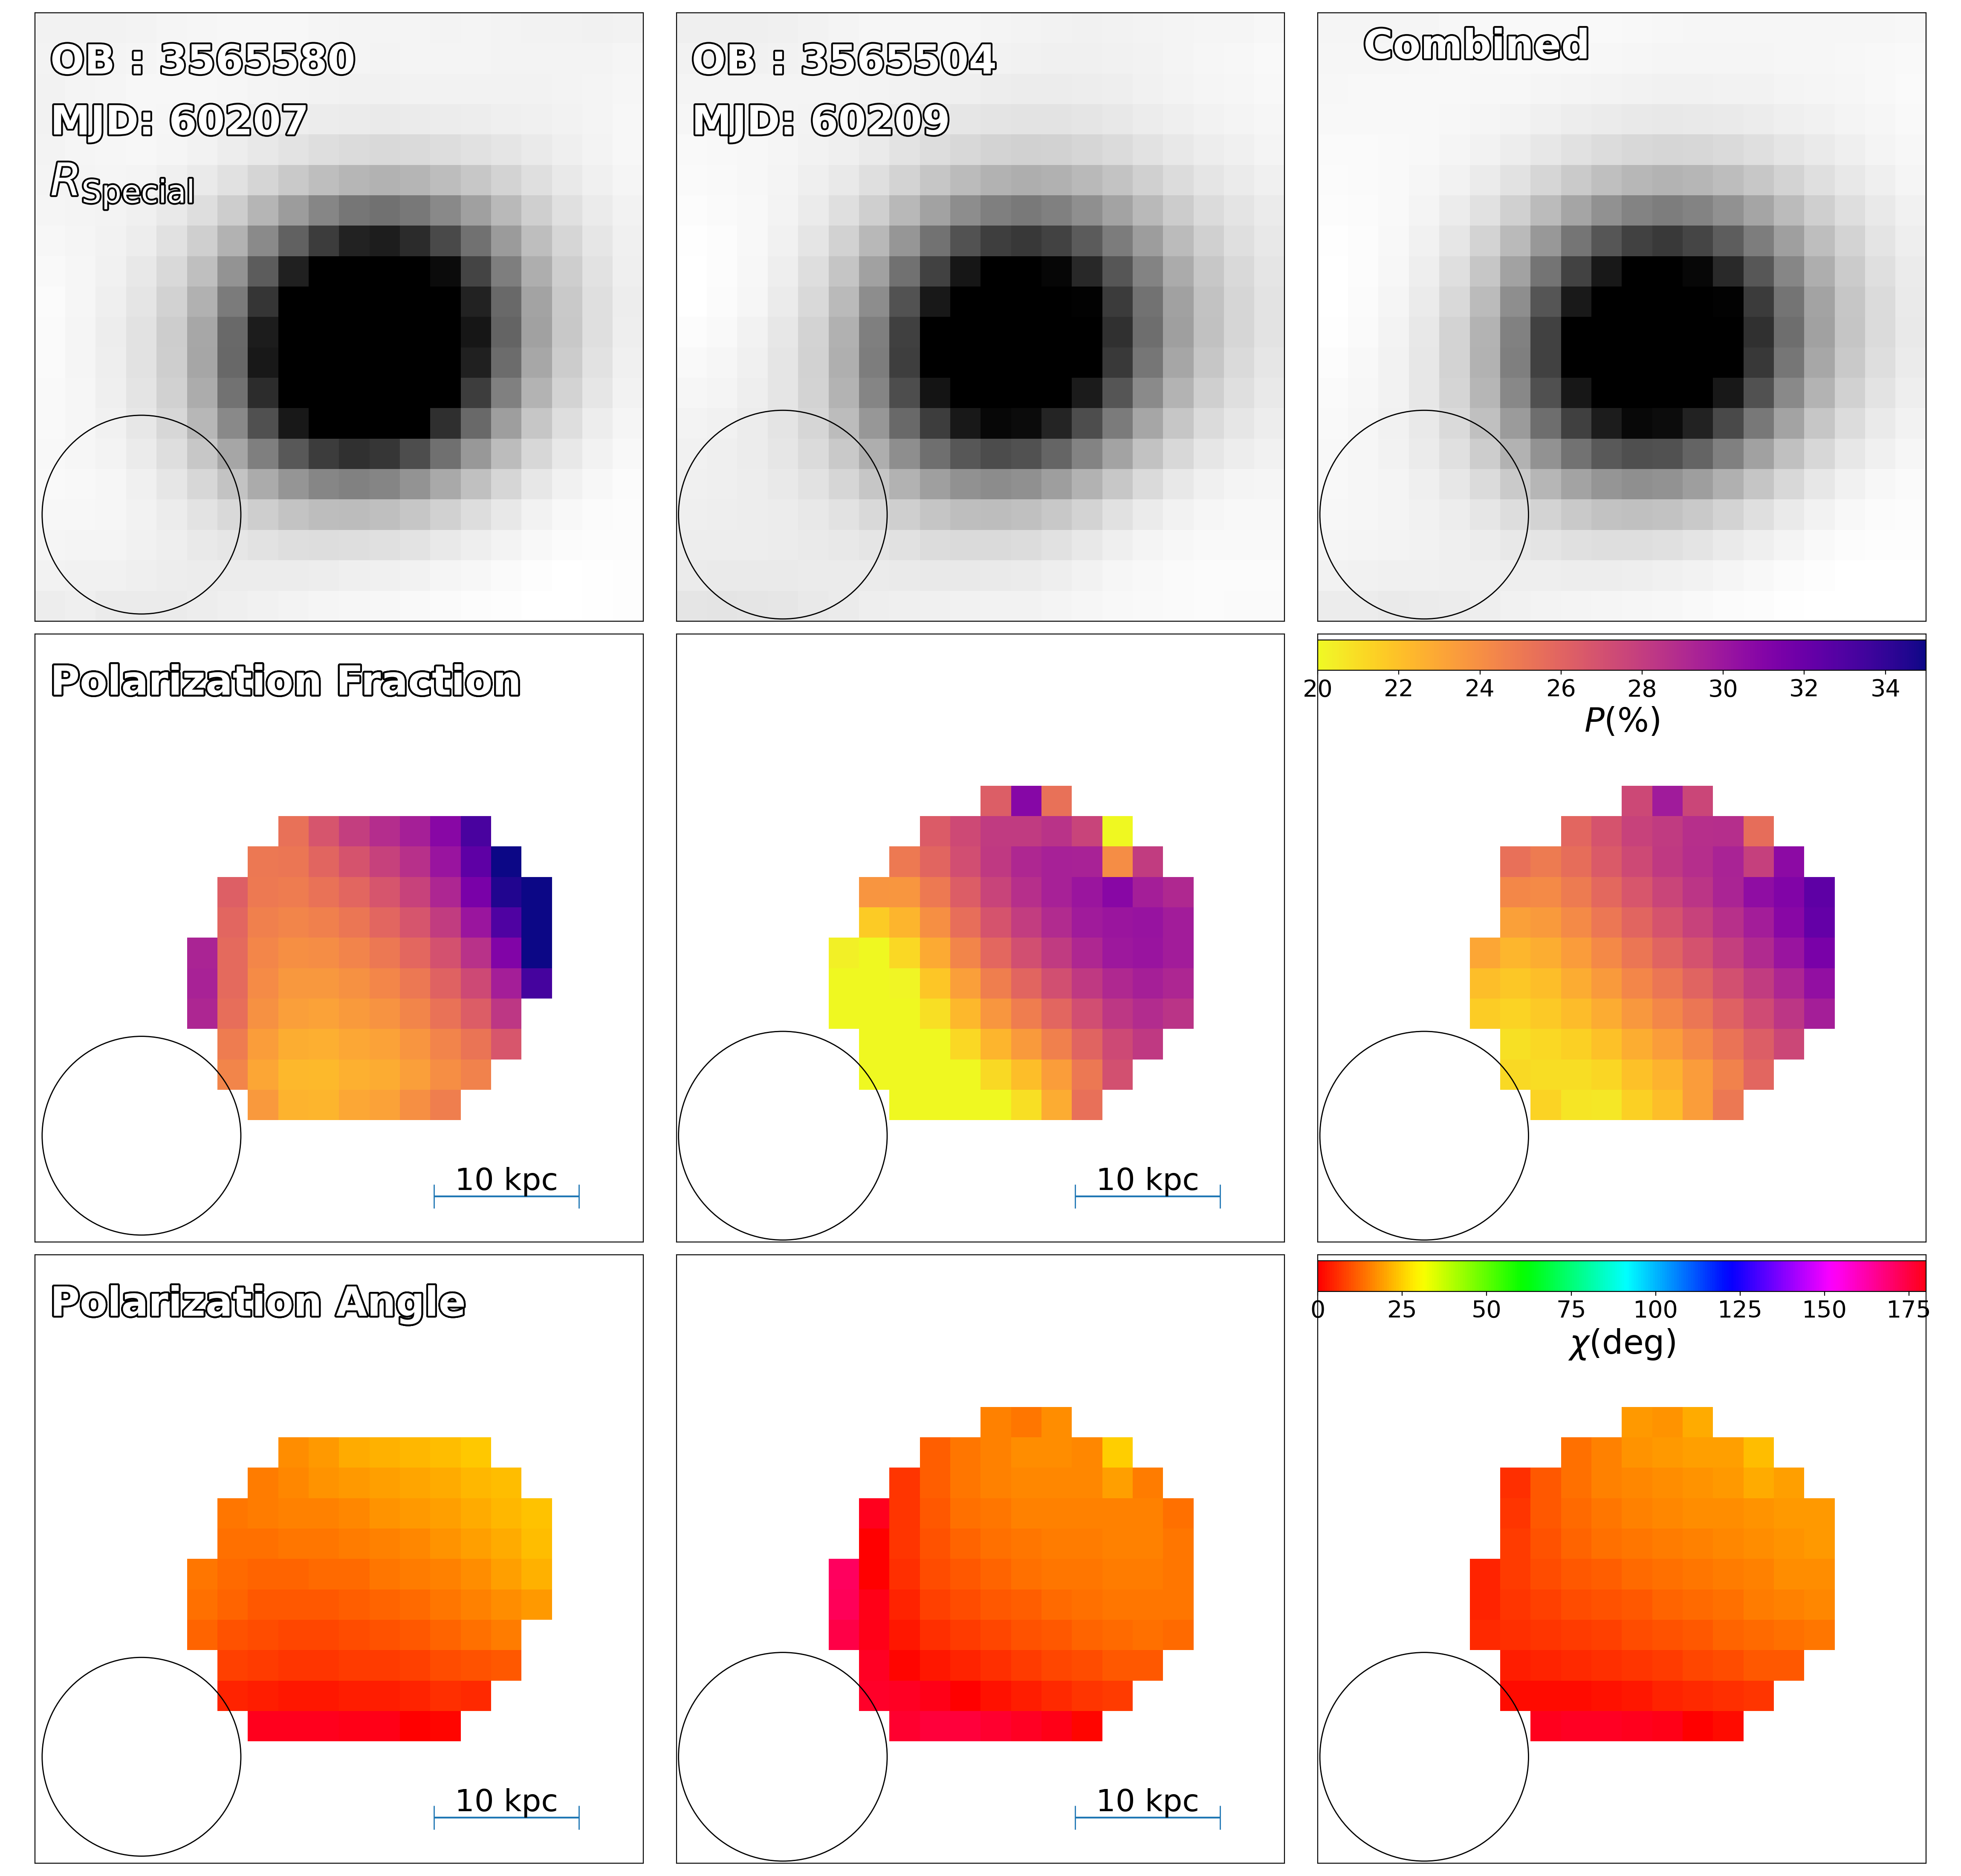 OB : 3565580
MJD: 60207
RSpecial
OB : 3565504
MJD: 60209
Combined
Polarization Fraction
10 kpc
10 kpc
20 22 24 26 28 30 32 34
P(%)
Polarization Angle
10 kpc
10 kpc
0 25 50 75 100 125 150 175
χ(deg)